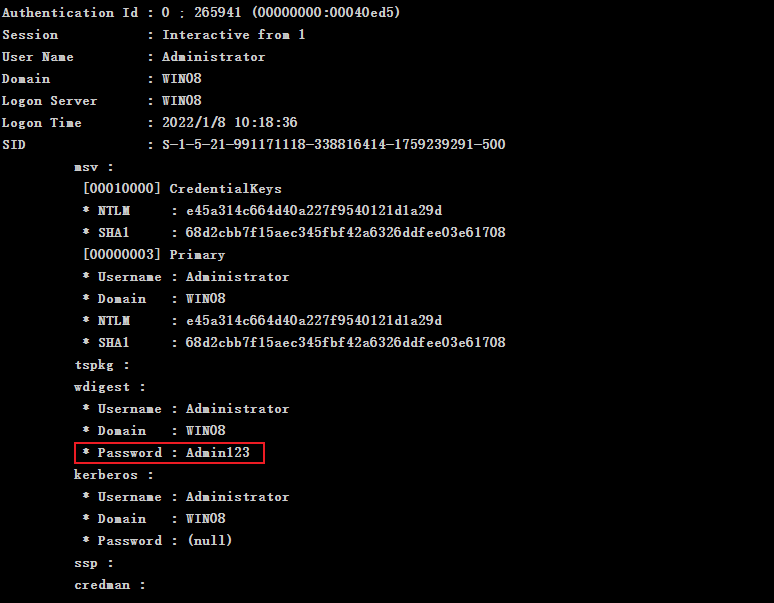 Authentication Id : 0 ; 265941 (00000000:00040ed5)
Session           : Interactive from 1
User Name         : Administrator
Domain            : WIN08
Logon Server      : WIN08
Logon Time        : 2022/1/8 10:18:36
SID               : S-1-5-21-991171118-338816414-1759239291-500
         msv :
          [00010000] CredentialKeys
          * NTLM     : e45a314c664d40a227f9540121d1a29d
          * SHA1     : 68d2cbb7f15aec345fbf42a6326ddfee03e61708
          [00000003] Primary
          * Username : Administrator
          * Domain   : WIN08
          * NTLM     : e45a314c664d40a227f9540121d1a29d
          * SHA1     : 68d2cbb7f15aec345fbf42a6326ddfee03e61708
         tspkg :
         wdigest :
          * Username : Administrator
          * Domain   : WIN08
          * Password : Admin123
         kerberos :
          * Username : Administrator
          * Domain   : WIN08
          * Password : (null)
         ssp :
         credman :